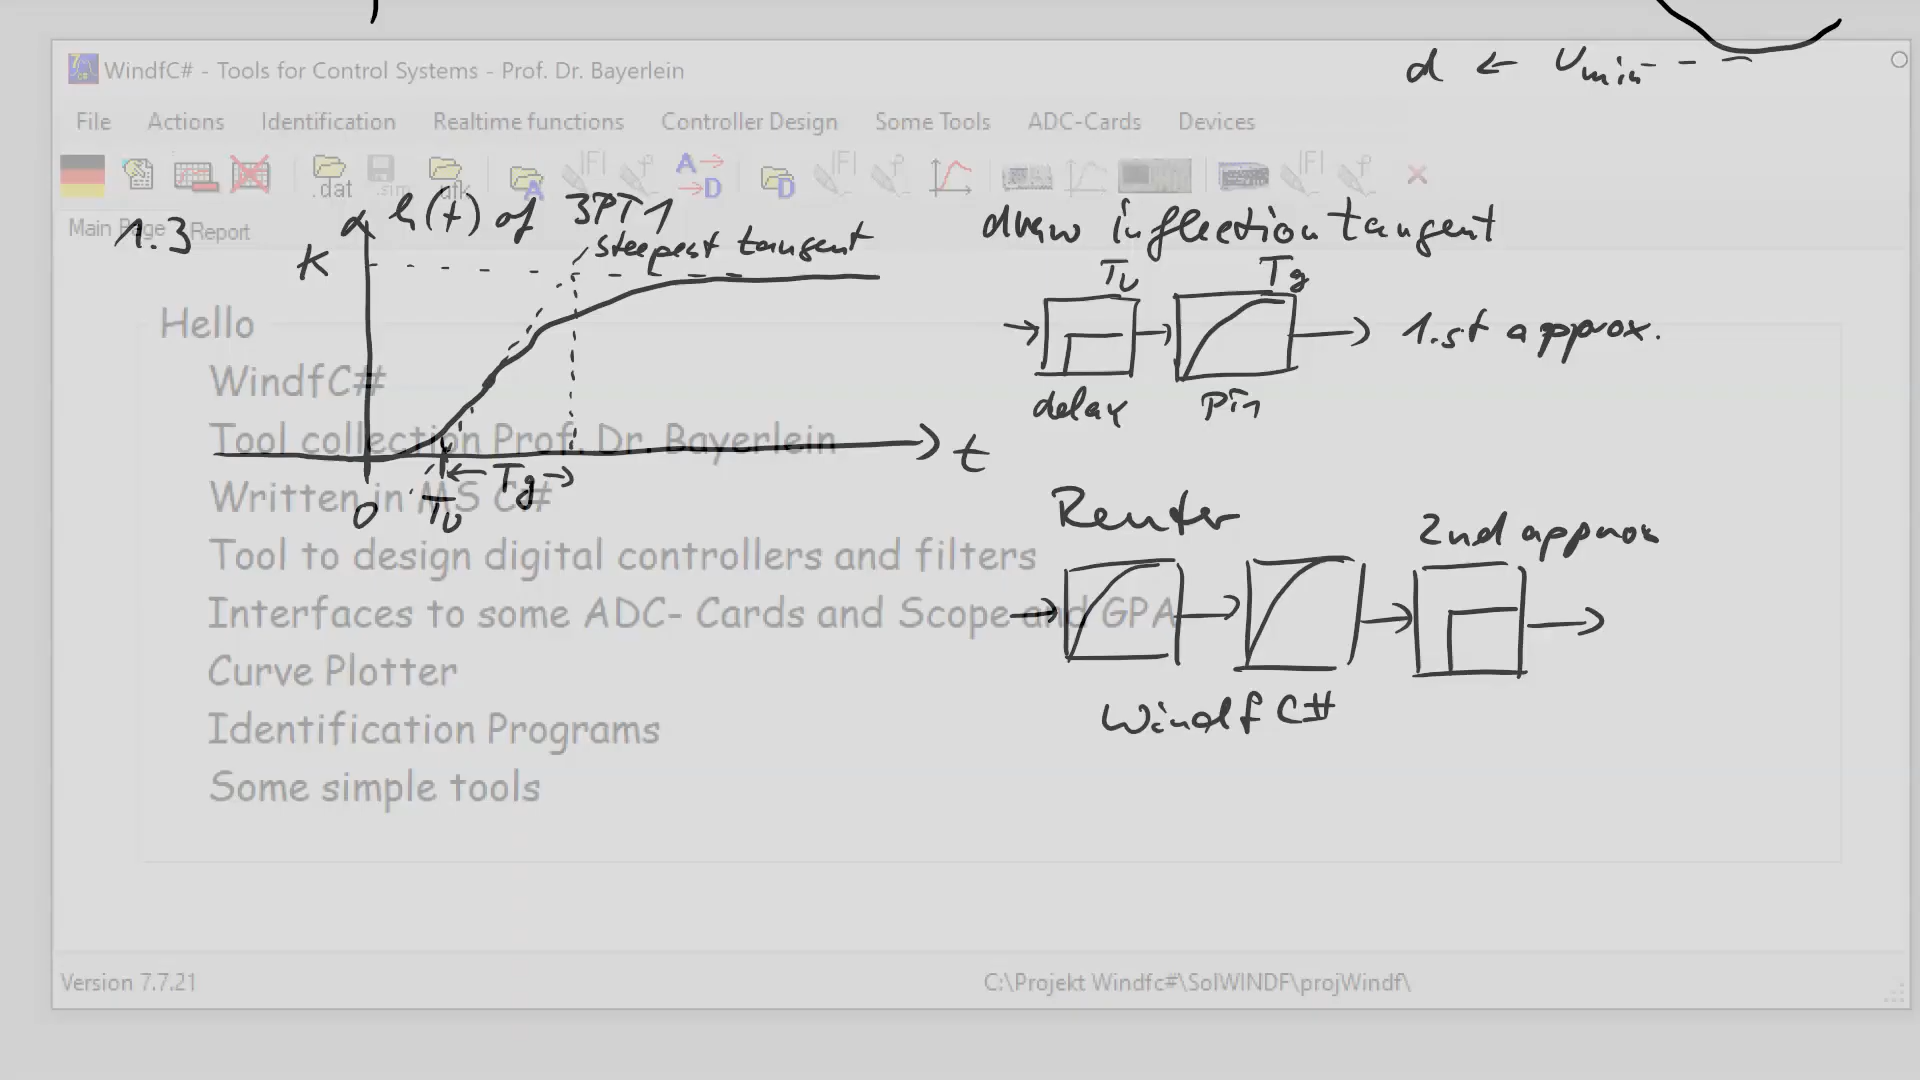 d ← Umin
WindfC# - Tools for Control Systems - Prof. Dr. Bayerlein
File Actions Identification Realtime functions Controller Design Some Tools ADC-Cards Devices
.dat .sim .afk A A D |F| D |F| |F|
Main Page Report
1.3 h(t) of 3PT1
K steepest tangent
draw inflection tangent
Tu Tg
1.st approx.
delay PT1
Hello
WindfC#
Tool collection Prof. Dr. Bayerlein
t
Tg
0 Tu
Written in MS C#
Renter
2nd approx
Tool to design digital controllers and filters
Interfaces to some ADC- Cards and Scope and GPA
Curve Plotter
Windf C#
Identification Programs
Some simple tools
Version 7.7.21 C:\Projekt Windfc#\SolWINDF\projWindf\